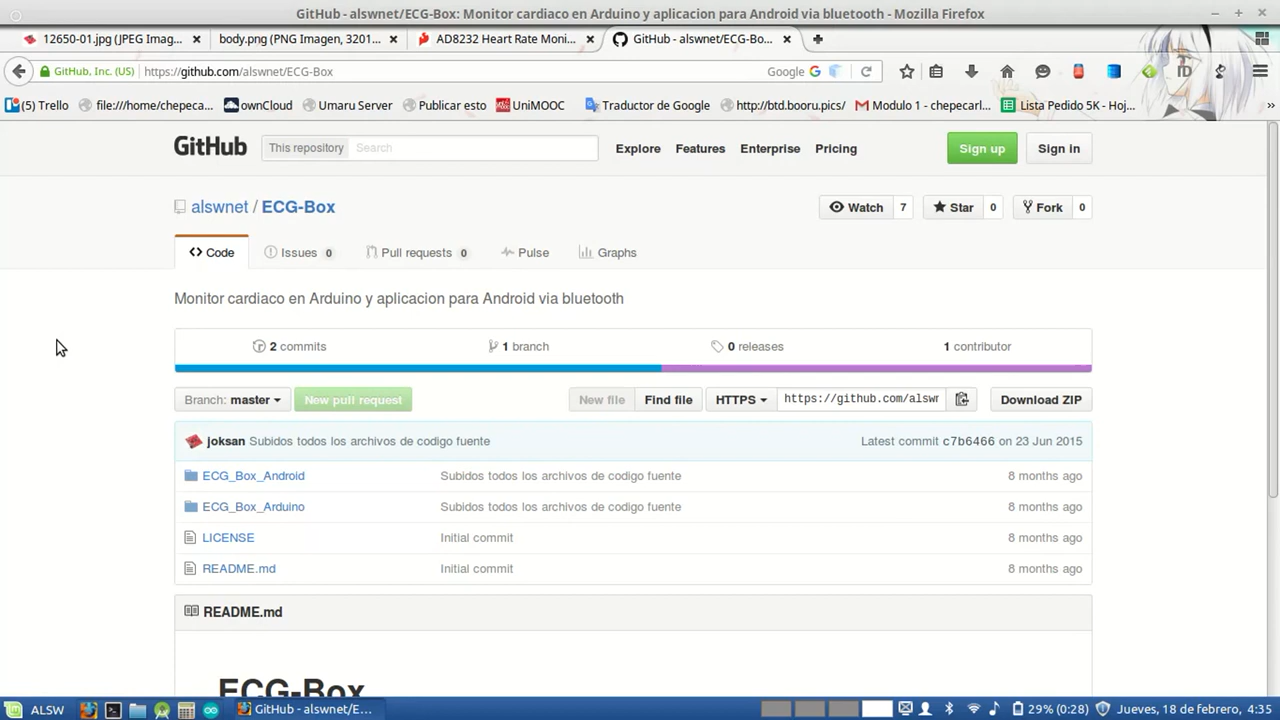 GitHub - alswnet/ECG-Box: Monitor cardiaco en Arduino y aplicacion para Android via bluetooth - Mozilla Firefox
12650-01.jpg (JPEG Imag... body.png (PNG Imagen, 3201... AD8232 Heart Rate Moni... GitHub - alswnet/ECG-Bo...
GitHub, Inc. (US) https://github.com/alswnet/ECG-Box Google
(5) Trello file:///home/chepeca... ownCloud Umaru Server Publicar esto UniMOOC Traductor de Google http://btd.booru.pics/ Modulo 1 - chepecarl... Lista Pedido 5K - Hoj... »
GitHub This repository Search Explore Features Enterprise Pricing Sign up Sign in
alswnet / ECG-Box Watch 7 Star 0 Fork 0
Code Issues 0 Pull requests 0 Pulse Graphs
Monitor cardiaco en Arduino y aplicacion para Android via bluetooth
2 commits 1 branch 0 releases 1 contributor
Branch: master New pull request New file Find file HTTPS https://github.com/alswn Download ZIP
joksan Subidos todos los archivos de codigo fuente Latest commit c7b6466 on 23 Jun 2015
ECG_Box_Android Subidos todos los archivos de codigo fuente 8 months ago
ECG_Box_Arduino Subidos todos los archivos de codigo fuente 8 months ago
LICENSE Initial commit 8 months ago
README.md Initial commit 8 months ago
README.md
ECG-Box
ALSW GitHub - alswnet/E... 29% (0:28) Jueves, 18 de febrero, 4:35